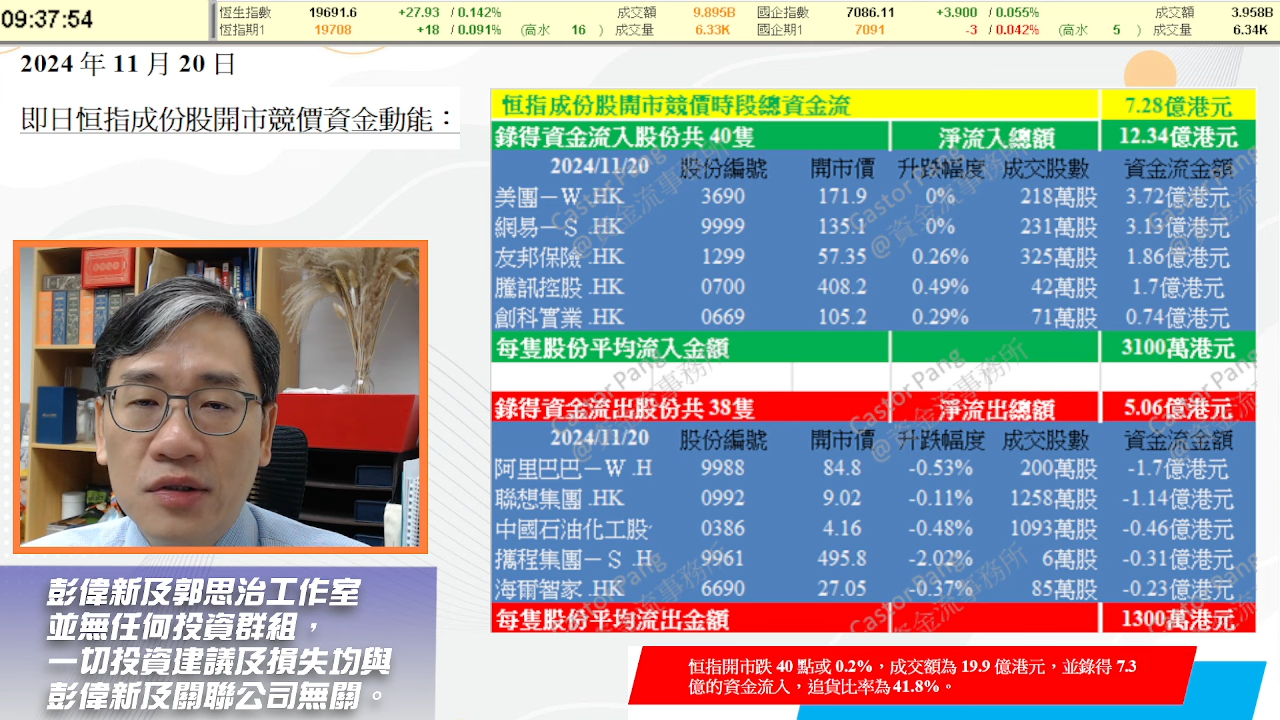 09:37:54
恆生指數 19691.6 +27.93 / 0.142% 成交額 9.895B 國企指數 7086.11 +3.900 / 0.055% 成交額 3.958B
恆指期1 19708 +18 / 0.091% (高水 16 ) 成交量 6.33K 國企期1 7091 -3 / 0.042% (高水 5 ) 成交量 6.34K
2024 年 11 月 20 日
即日恒指成份股開市競價資金動能：
恒指成份股開市競價時段總資金流 7.28億港元
錄得資金流入股份共 40隻 淨流入總額 12.34億港元
2024/11/20 股份編號 開市價 升跌幅度 成交股數 資金流金額
美團－W .HK 3690 171.9 0% 218萬股 3.72億港元
網易－S .HK 9999 135.1 0% 231萬股 3.13億港元
友邦保險 .HK 1299 57.35 0.26% 325萬股 1.86億港元
騰訊控股 .HK 0700 408.2 0.49% 42萬股 1.7億港元
創科實業 .HK 0669 105.2 0.29% 71萬股 0.74億港元
每隻股份平均流入金額 3100萬港元
錄得資金流出股份共 38隻 淨流出總額 5.06億港元
2024/11/20 股份編號 開市價 升跌幅度 成交股數 資金流金額
阿里巴巴－W .H 9988 84.8 -0.53% 200萬股 -1.7億港元
聯想集團 .HK 0992 9.02 -0.11% 1258萬股 -1.14億港元
中國石油化工股 0386 4.16 -0.48% 1093萬股 -0.46億港元
攜程集團－S .H 9961 495.8 -2.02% 6萬股 -0.31億港元
海爾智家 .HK 6690 27.05 -0.37% 85萬股 -0.23億港元
每隻股份平均流出金額 1300萬港元
Castor Pang
@資金流事務所
彭偉新及郭思治工作室
並無任何投資群組，
一切投資建議及損失均與
彭偉新及關聯公司無關。
恒指開市跌 40 點或 0.2%，成交額為 19.9 億港元，並錄得 7.3
億的資金流入，追貨比率為 41.8%。